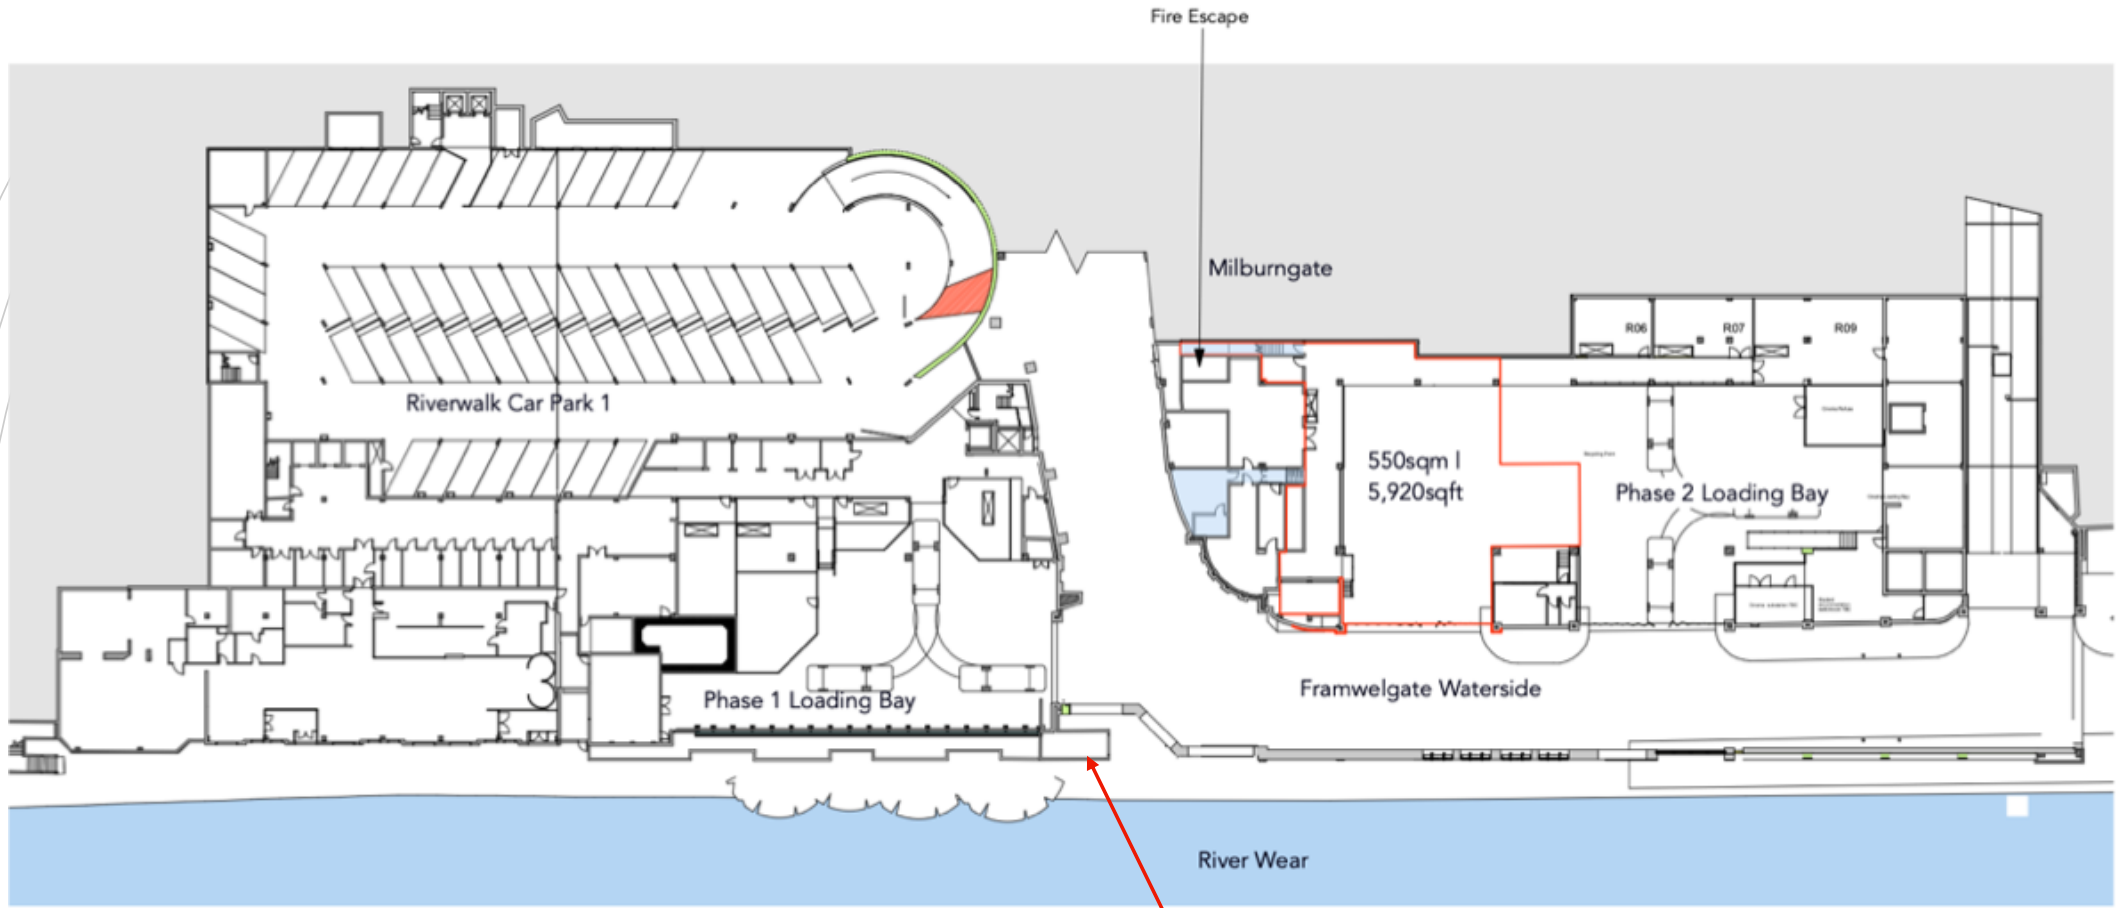 Fire Escape
Milburngate
R06
R07
R09
Riverwalk Car Park 1
550sqm |
5,920sqft
Phase 2 Loading Bay
Phase 1 Loading Bay
Framwelgate Waterside
River Wear